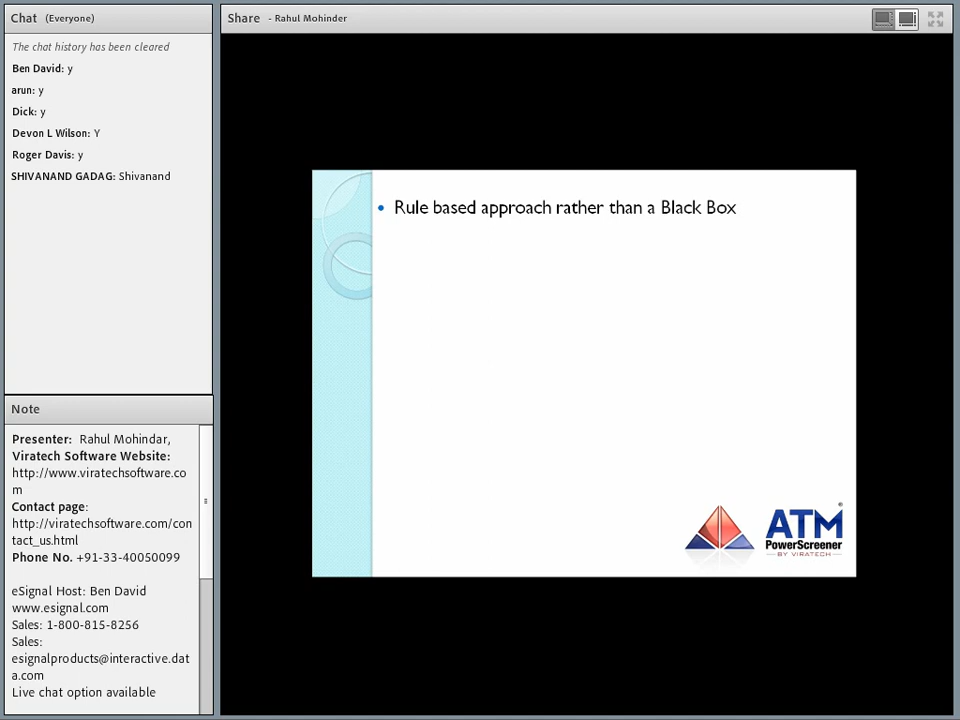 Chat (Everyone)
The chat history has been cleared
Ben David: y
arun: y
Dick: y
Devon L Wilson: Y
Roger Davis: y
SHIVANAND GADAG: Shivanand
Note
Presenter: Rahul Mohindar,
Viratech Software Website:
http://www.viratechsoftware.co
m
Contact page:
http://viratechsoftware.com/con
tact_us.html
Phone No. +91-33-40050099
eSignal Host: Ben David
www.esignal.com
Sales: 1-800-815-8256
Sales:
esignalproducts@interactive.dat
a.com
Live chat option available
Share - Rahul Mohinder
• Rule based approach rather than a Black Box
ATM®
PowerScreener
BY VIRATECH